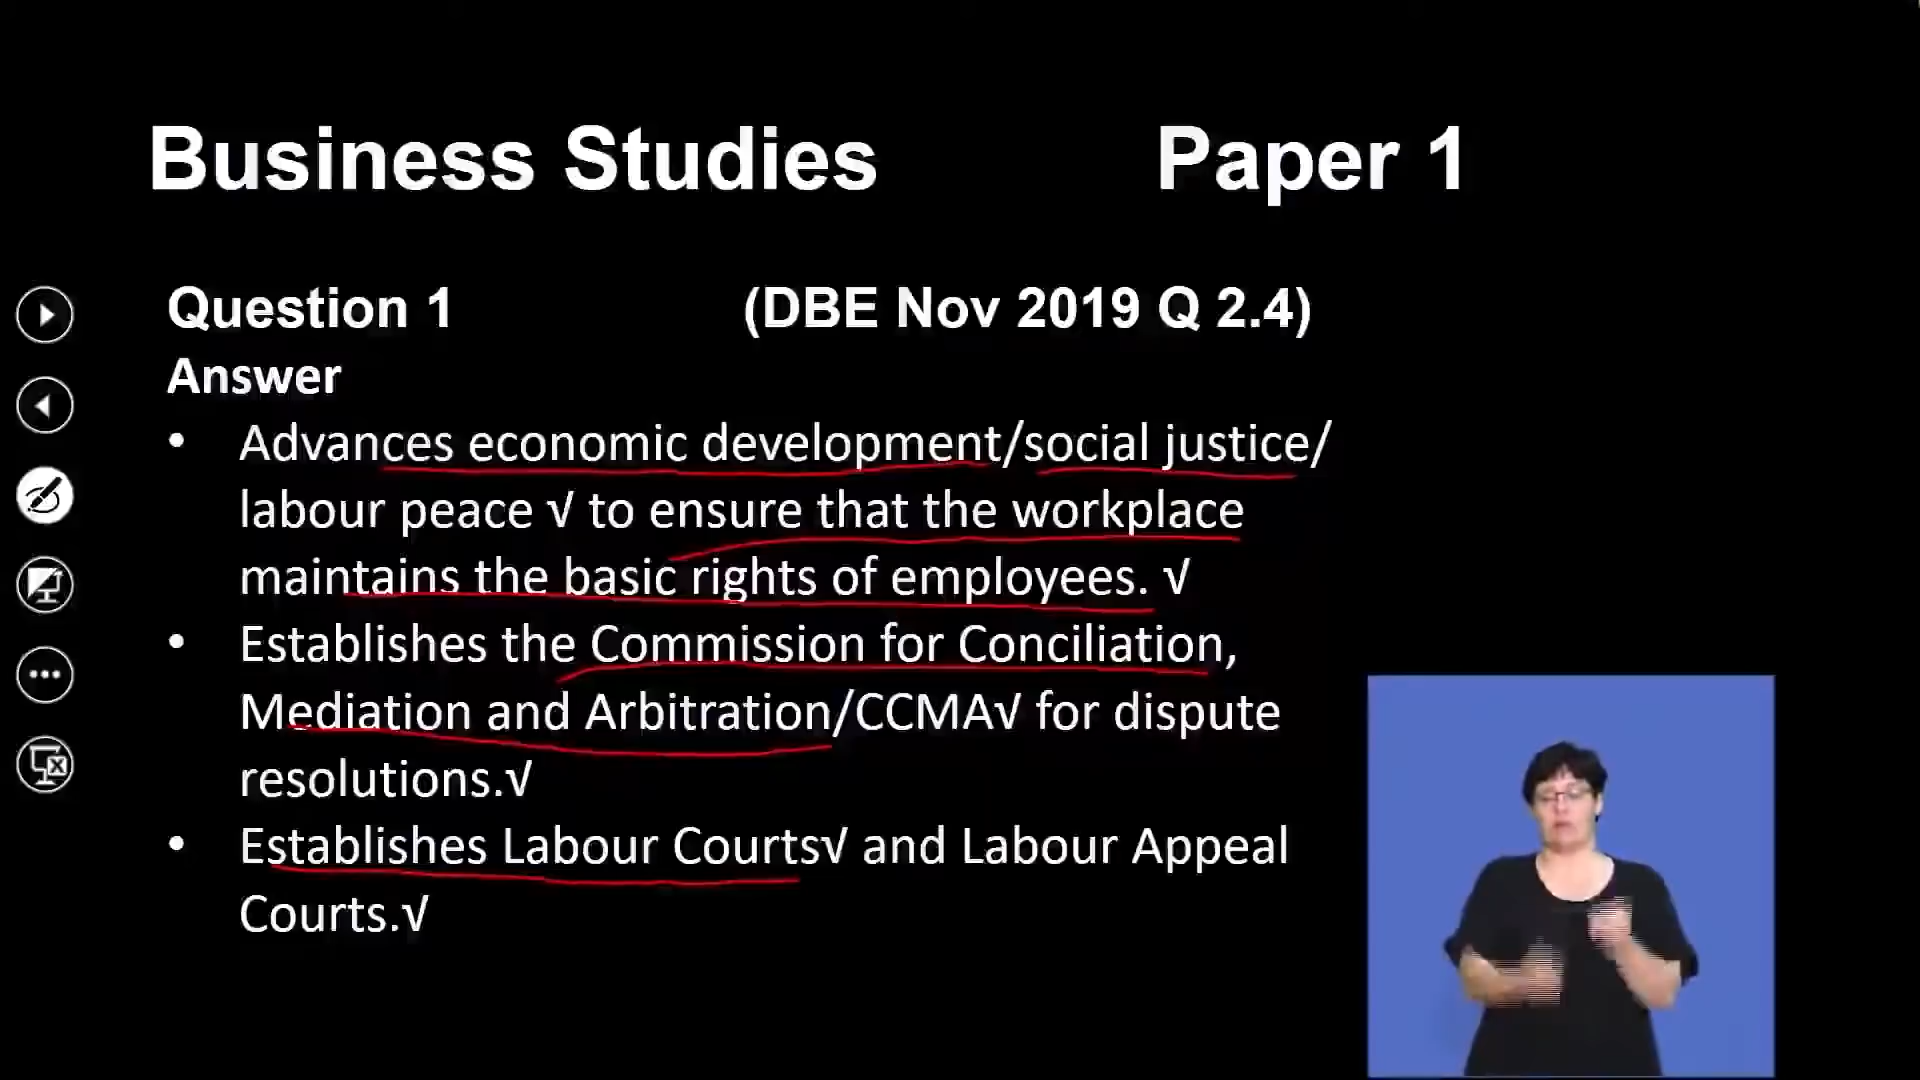 Business Studies Paper 1
Question 1 (DBE Nov 2019 Q 2.4)
Answer
• Advances economic development/social justice/
labour peace √ to ensure that the workplace
maintains the basic rights of employees. √
• Establishes the Commission for Conciliation,
Mediation and Arbitration/CCMA√ for dispute
resolutions.√
• Establishes Labour Courts√ and Labour Appeal
Courts.√